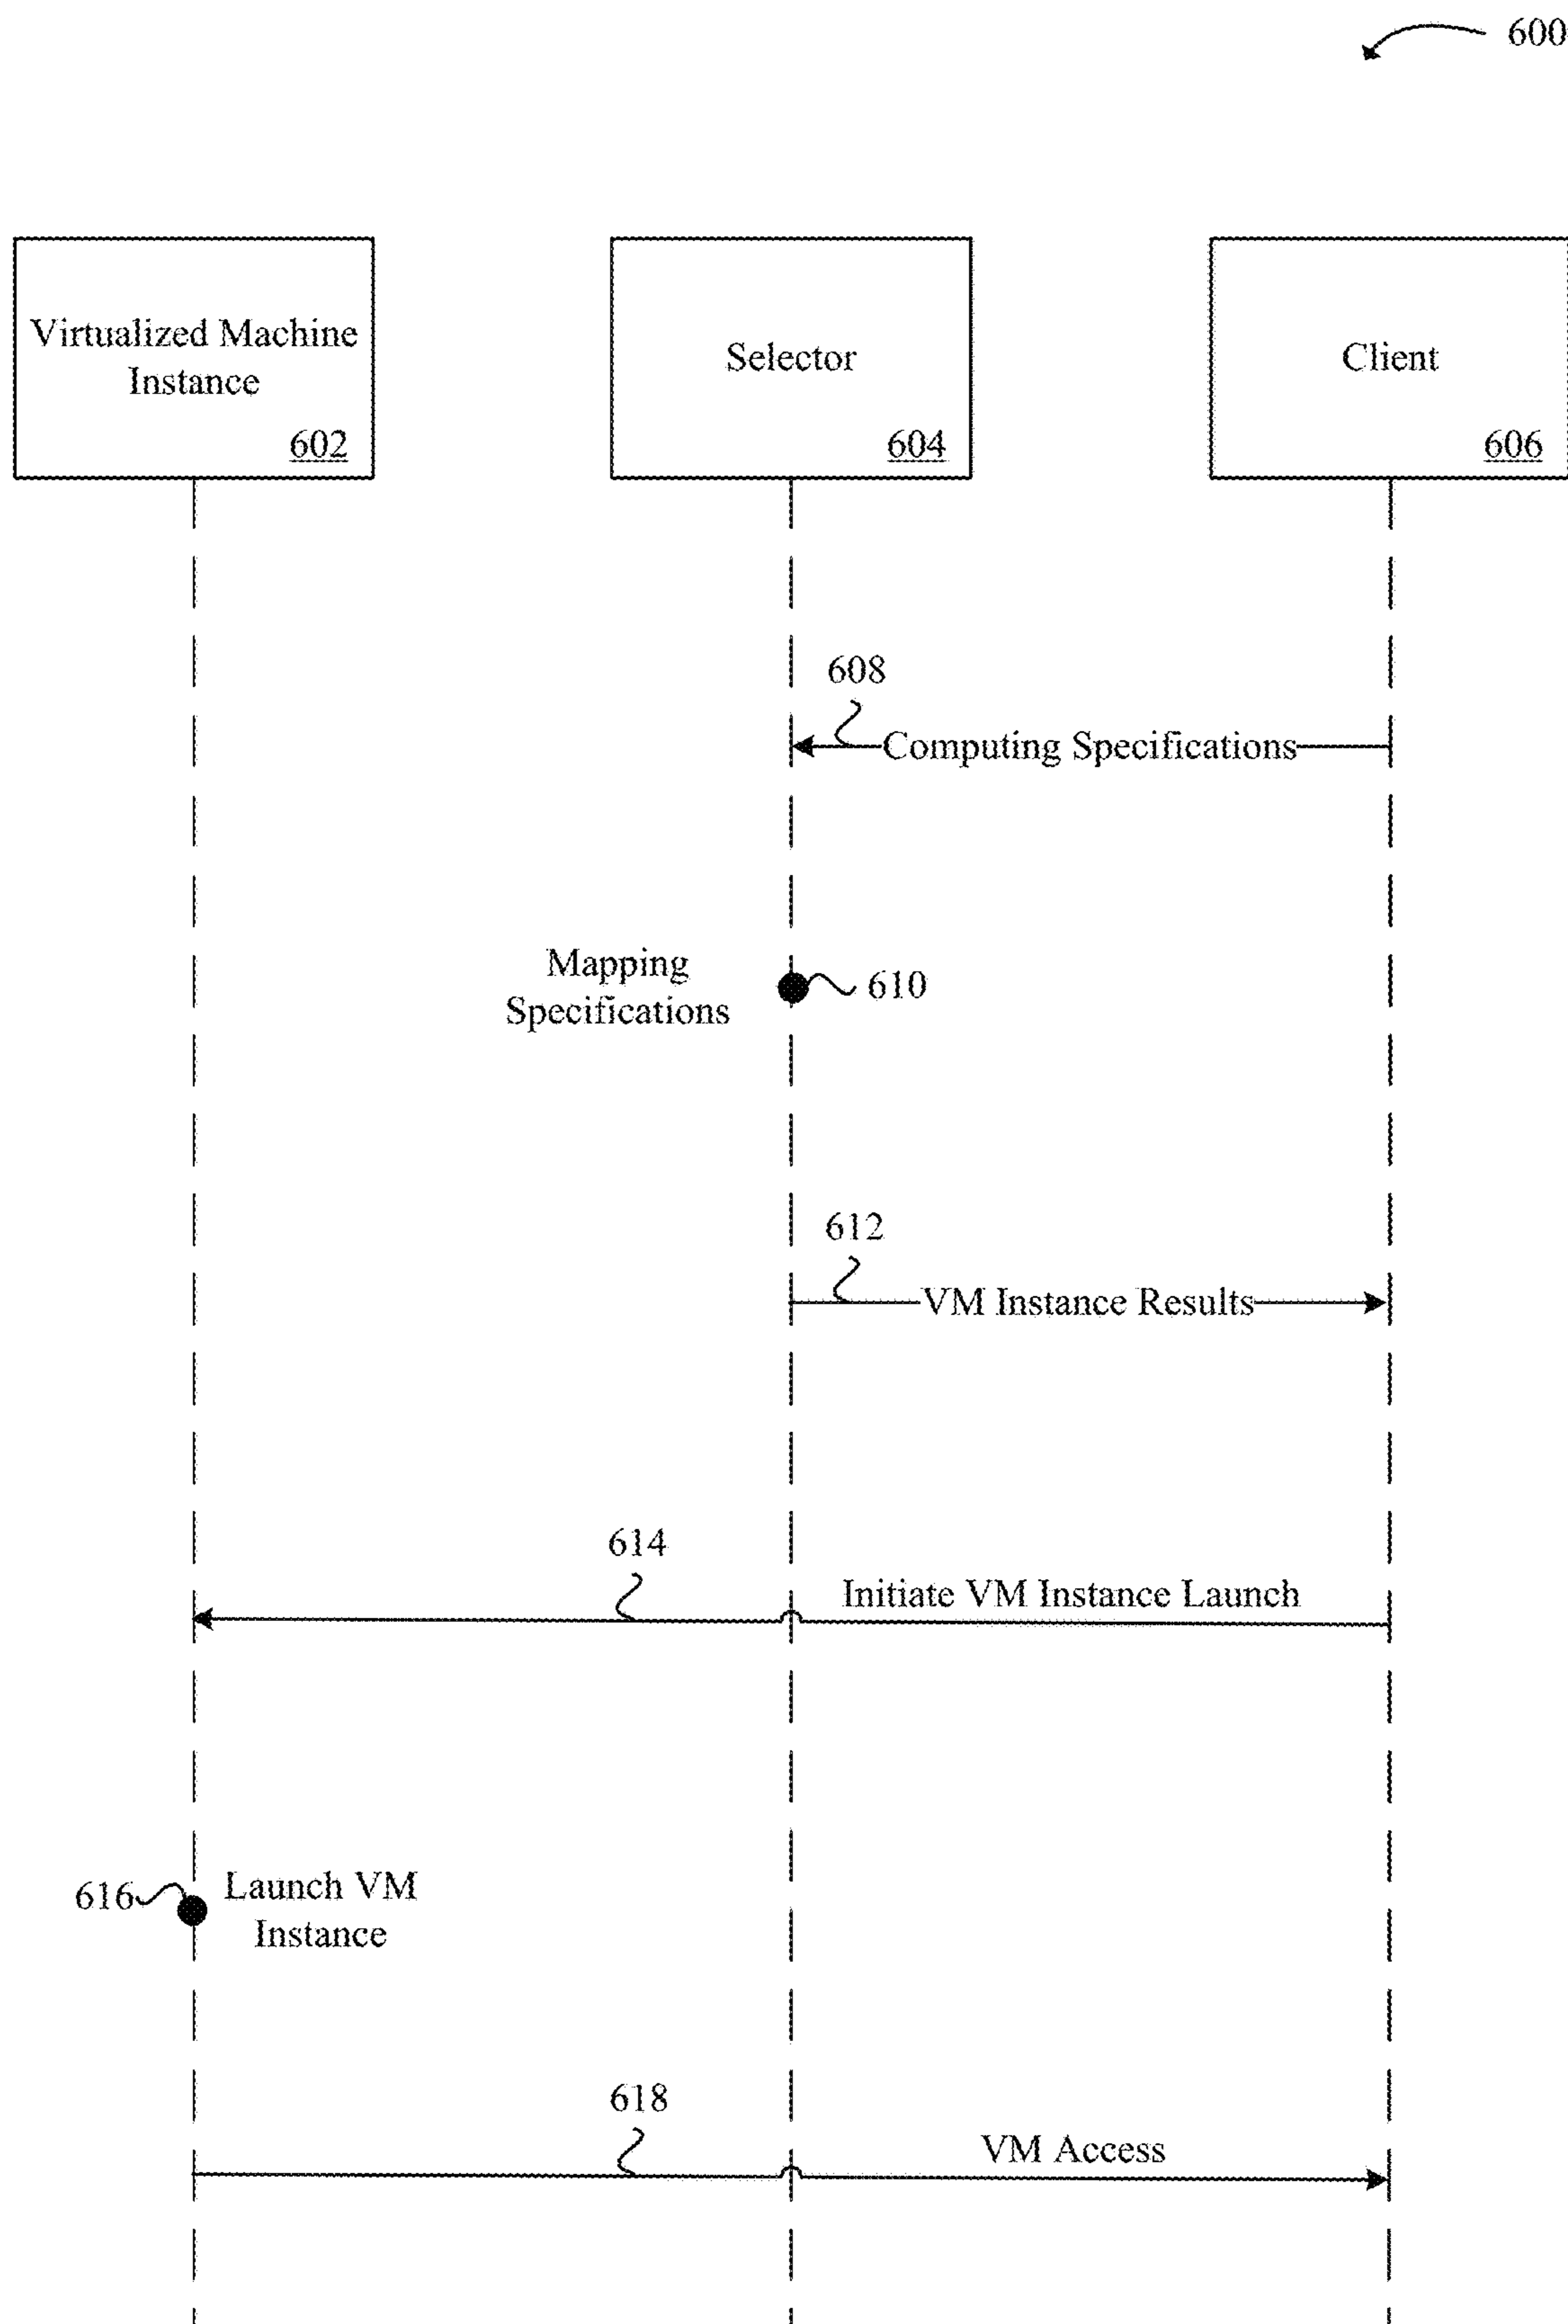 600
Virtualized Machine
Instance
602
Selector
604
Client
606
608
Computing Specifications
Mapping
Specifications
610
612
VM Instance Results
614
Initiate VM Instance Launch
616
Launch VM
Instance
618
VM Access